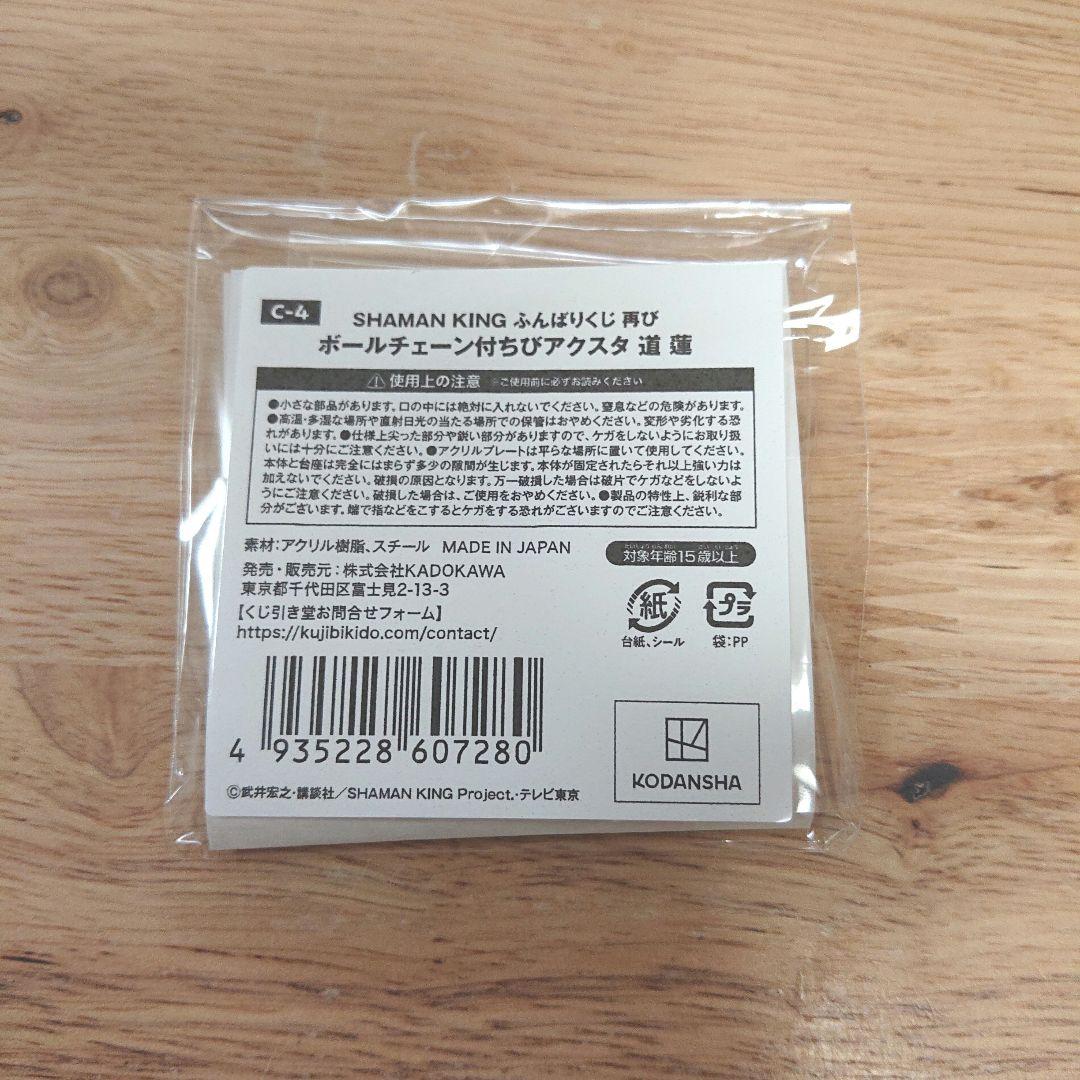 C-4
SHAMAN KING ふんばりくじ 再び
ボールチェーン付ちびアクスタ 道 蓮
⚠ 使用上の注意 ※ご使用前に必ずお読みください
●小さな部品があります。口の中には絶対に入れないでください。窒息などの危険があります。
●高温・多湿な場所や直射日光の当たる場所での保管はおやめください。変形や劣化する恐
れがあります。●仕様上尖った部分や鋭い部分がありますので、ケガをしないようにお取り扱
いには十分にご注意ください。●アクリルプレートは平らな場所に置いて使用してください。
本体と台座は完全にはまらず多少の隙間が生じます。本体が固定されたらそれ以上強い力は
加えないでください。破損の原因となります。万一破損した場合は破片でケガなどをしないよ
うにご注意ください。破損した場合は、ご使用をおやめください。●製品の特性上、鋭利な部
分がございます。端で指などをこするとケガをする恐れがございますのでご注意ください。
素材：アクリル樹脂、スチール MADE IN JAPAN
対象年齢15歳以上
発売・販売元：株式会社KADOKAWA
東京都千代田区富士見2-13-3
【くじ引き堂お問合せフォーム】
https://kujibikido.com/contact/
紙
台紙、シール
プラ
袋：PP
4 935228 607280
KODANSHA
©武井宏之・講談社／SHAMAN KING Project.・テレビ東京